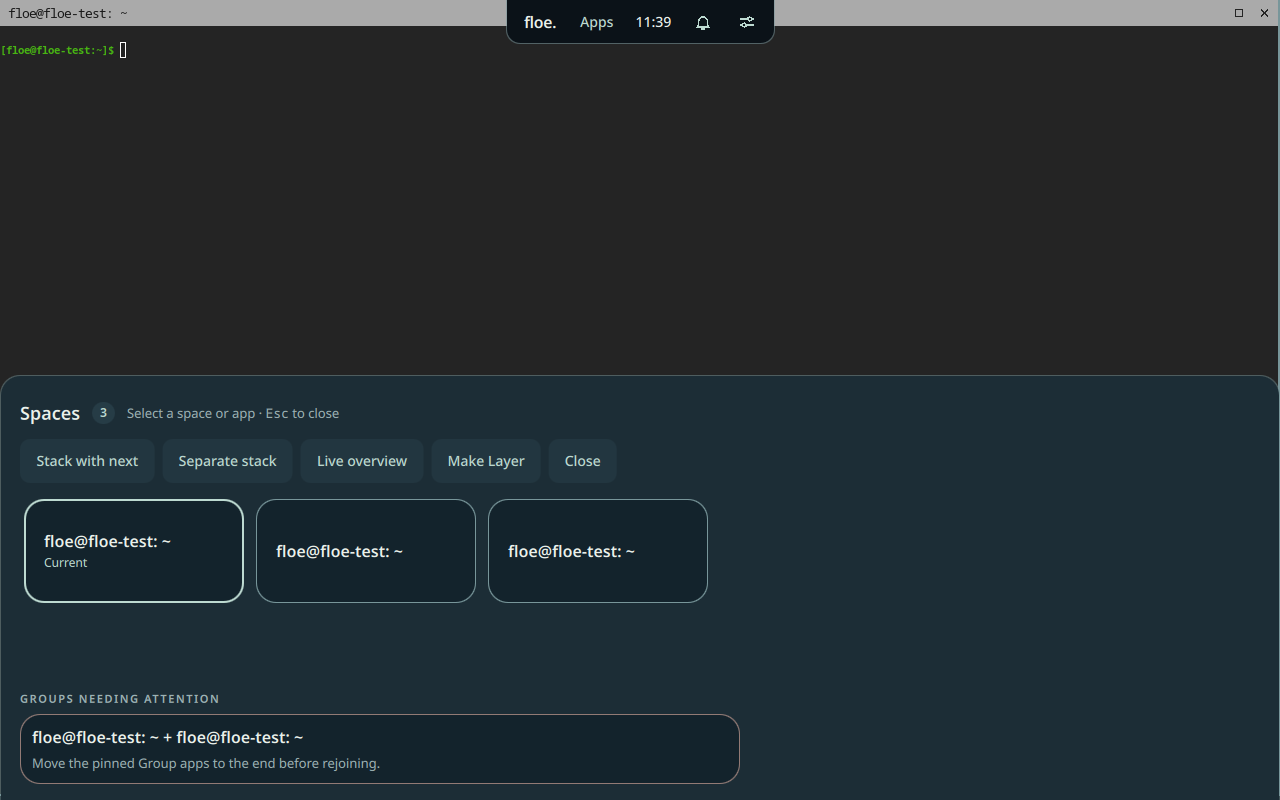 floe@floe-test: ~
floe. Apps 11:39
[floe@floe-test:~]$
Spaces 3 Select a space or app · Esc to close
Stack with next Separate stack Live overview Make Layer Close
floe@floe-test: ~ floe@floe-test: ~ floe@floe-test: ~
Current
GROUPS NEEDING ATTENTION
floe@floe-test: ~ + floe@floe-test: ~
Move the pinned Group apps to the end before rejoining.